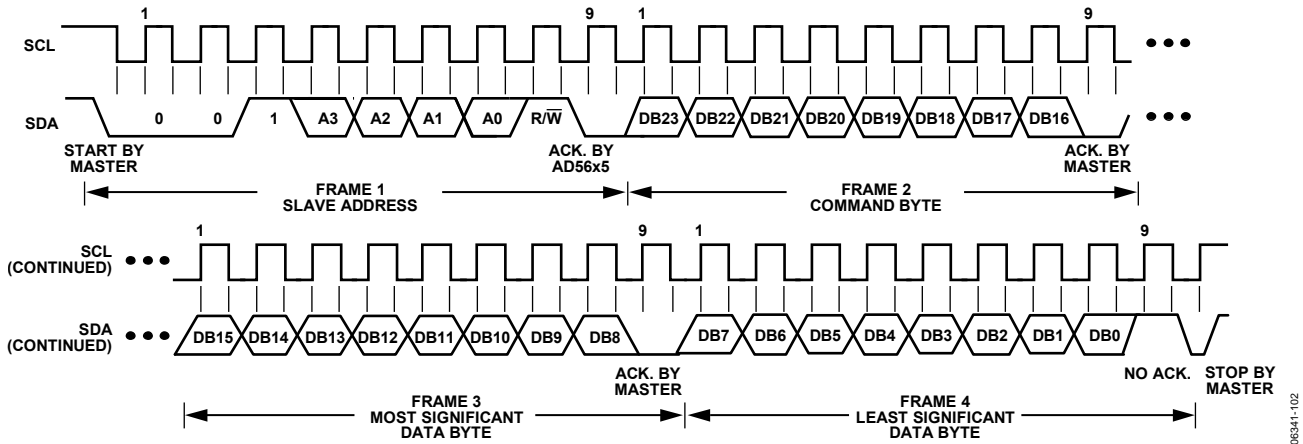 1 9 1 9
SCL
SDA
0 0 1 A3 A2 A1 A0 R/W̅ DB23 DB22 DB21 DB20 DB19 DB18 DB17 DB16
START BY
MASTER
ACK. BY
AD56x5
ACK. BY
MASTER
FRAME 1
SLAVE ADDRESS
FRAME 2
COMMAND BYTE
1 9 1 9
SCL
(CONTINUED)
SDA
(CONTINUED)
DB15 DB14 DB13 DB12 DB11 DB10 DB9 DB8 DB7 DB6 DB5 DB4 DB3 DB2 DB1 DB0
ACK. BY
MASTER
NO ACK.
STOP BY
MASTER
FRAME 3
MOST SIGNIFICANT
DATA BYTE
FRAME 4
LEAST SIGNIFICANT
DATA BYTE
06341-102